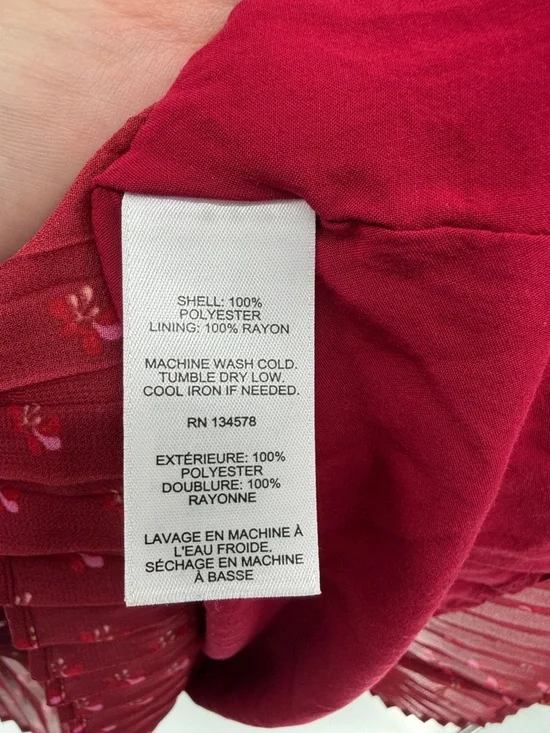 SHELL: 100%
POLYESTER
LINING: 100% RAYON
MACHINE WASH COLD.
TUMBLE DRY LOW.
COOL IRON IF NEEDED.
RN 134578
EXTÉRIEURE: 100%
POLYESTER
DOUBLURE: 100%
RAYONNE
LAVAGE EN MACHINE À
L'EAU FROIDE.
SÉCHAGE EN MACHINE
À BASSE